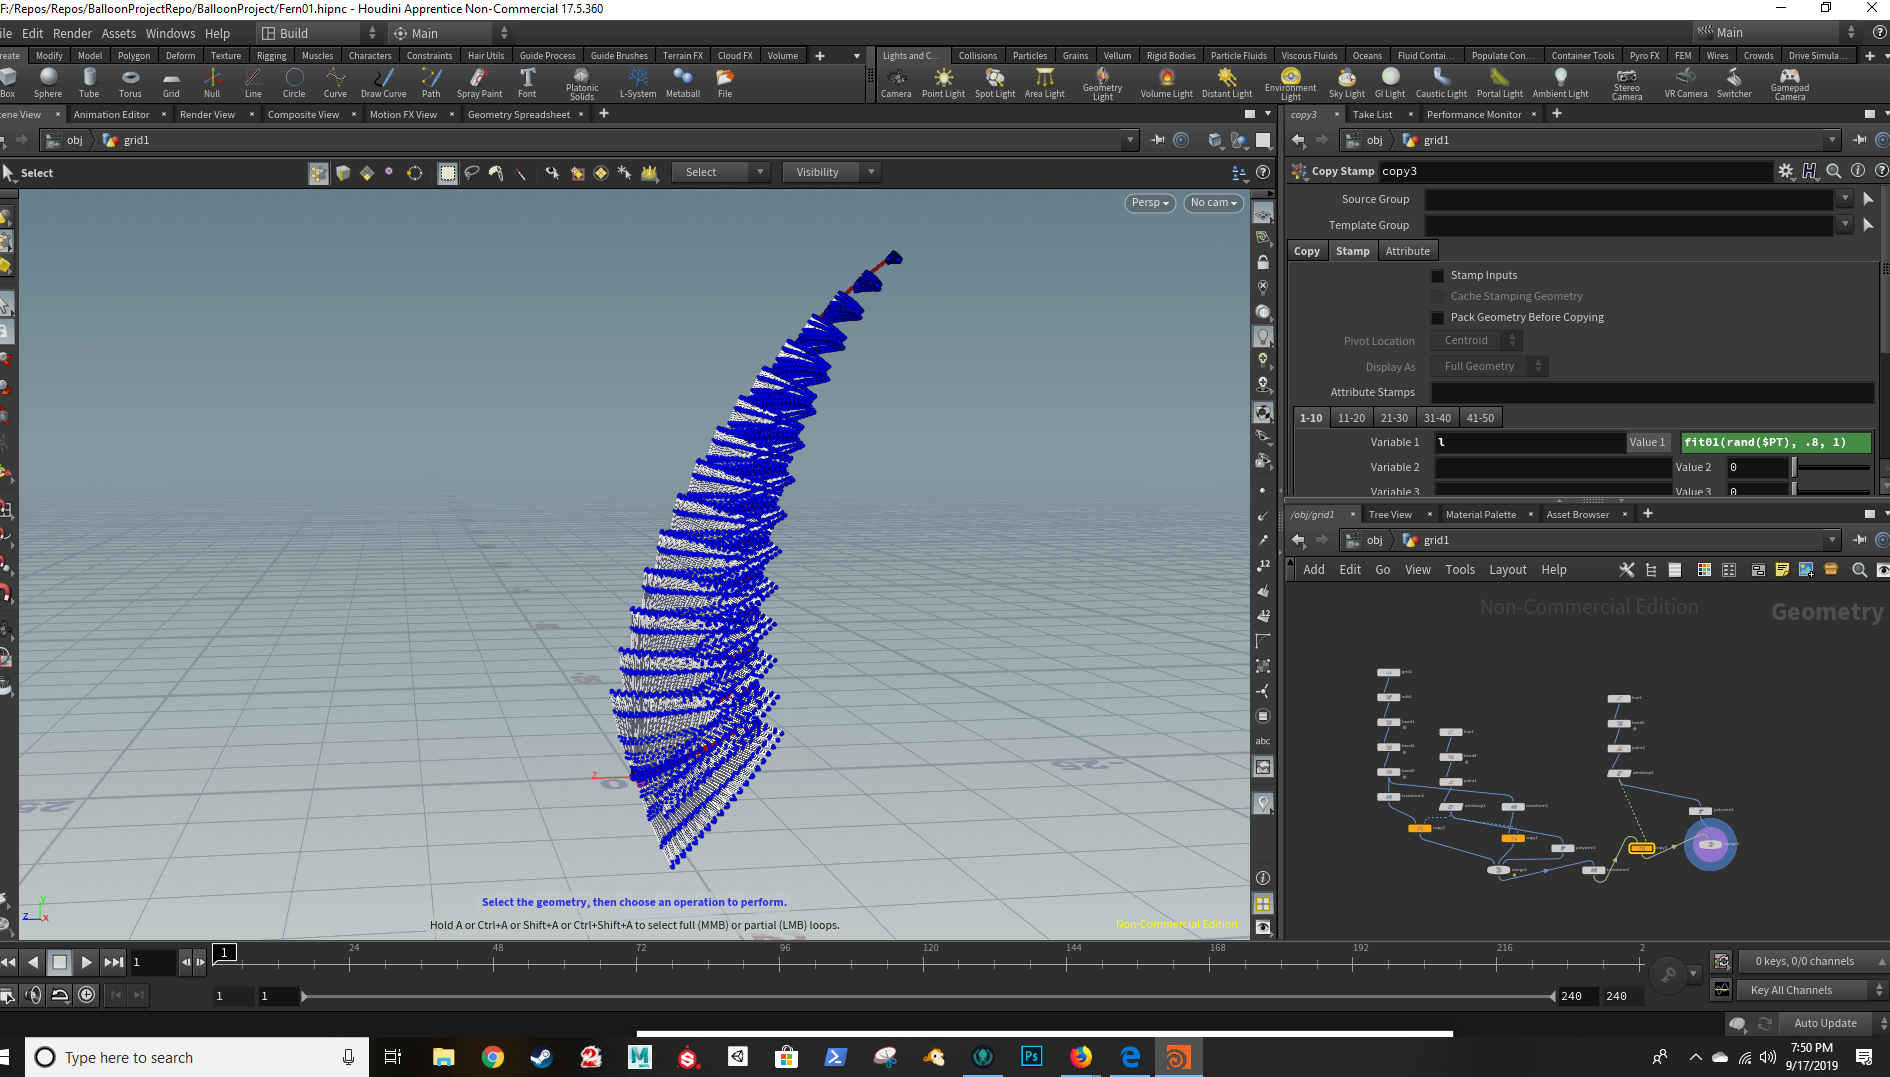 F:/Repos/Repos/BalloonProjectRepo/BalloonProject/Fern01.hipnc - Houdini Apprentice Non-Commercial 17.5.360
ile Edit Render Assets Windows Help Build Main Main
reate Modify Model Polygon Deform Texture Rigging Muscles Characters Constraints Hair Utils Guide Process Guide Brushes Terrain FX Cloud FX Volume
Lights and C... Collisions Particles Grains Vellum Rigid Bodies Particle Fluids Viscous Fluids Oceans Fluid Contai... Populate Con... Container Tools Pyro FX FEM Wires Crowds Drive Simula...
Box Sphere Tube Torus Grid Null Line Circle Curve Draw Curve Path Spray Paint Font Platonic Solids L-System Metaball File
Camera Point Light Spot Light Area Light Geometry Light Volume Light Distant Light Environment Light Sky Light GI Light Caustic Light Portal Light Ambient Light Stereo Camera VR Camera Switcher Gamepad Camera
cene View Animation Editor Render View Composite View Motion FX View Geometry Spreadsheet
obj grid1
Select Select Visibility
Persp No cam
copy3 Take List Performance Monitor
obj grid1
Copy Stamp copy3
Source Group
Template Group
Copy Stamp Attribute
Stamp Inputs
Cache Stamping Geometry
Pack Geometry Before Copying
Pivot Location Centroid
Display As Full Geometry
Attribute Stamps
1-10 11-20 21-30 31-40 41-50
Variable 1 l Value 1 fit01(rand($PT), .8, 1)
Variable 2 Value 2 0
Variable 3 Value 3 0
/obj/grid1 Tree View Material Palette Asset Browser
obj grid1
Add Edit Go View Tools Layout Help
Non-Commercial Edition Geometry
12
12
abc
z
0
25
-25
y
z x
Select the geometry, then choose an operation to perform.
Hold A or Ctrl+A or Shift+A or Ctrl+Shift+A to select full (MMB) or partial (LMB) loops.
Non-Commercial Edition
1 1 24 48 72 96 120 144 168 192 216 2
0 keys, 0/0 channels
1 1 240 240
Key All Channels
Auto Update
Type here to search
Ps
7:50 PM
9/17/2019